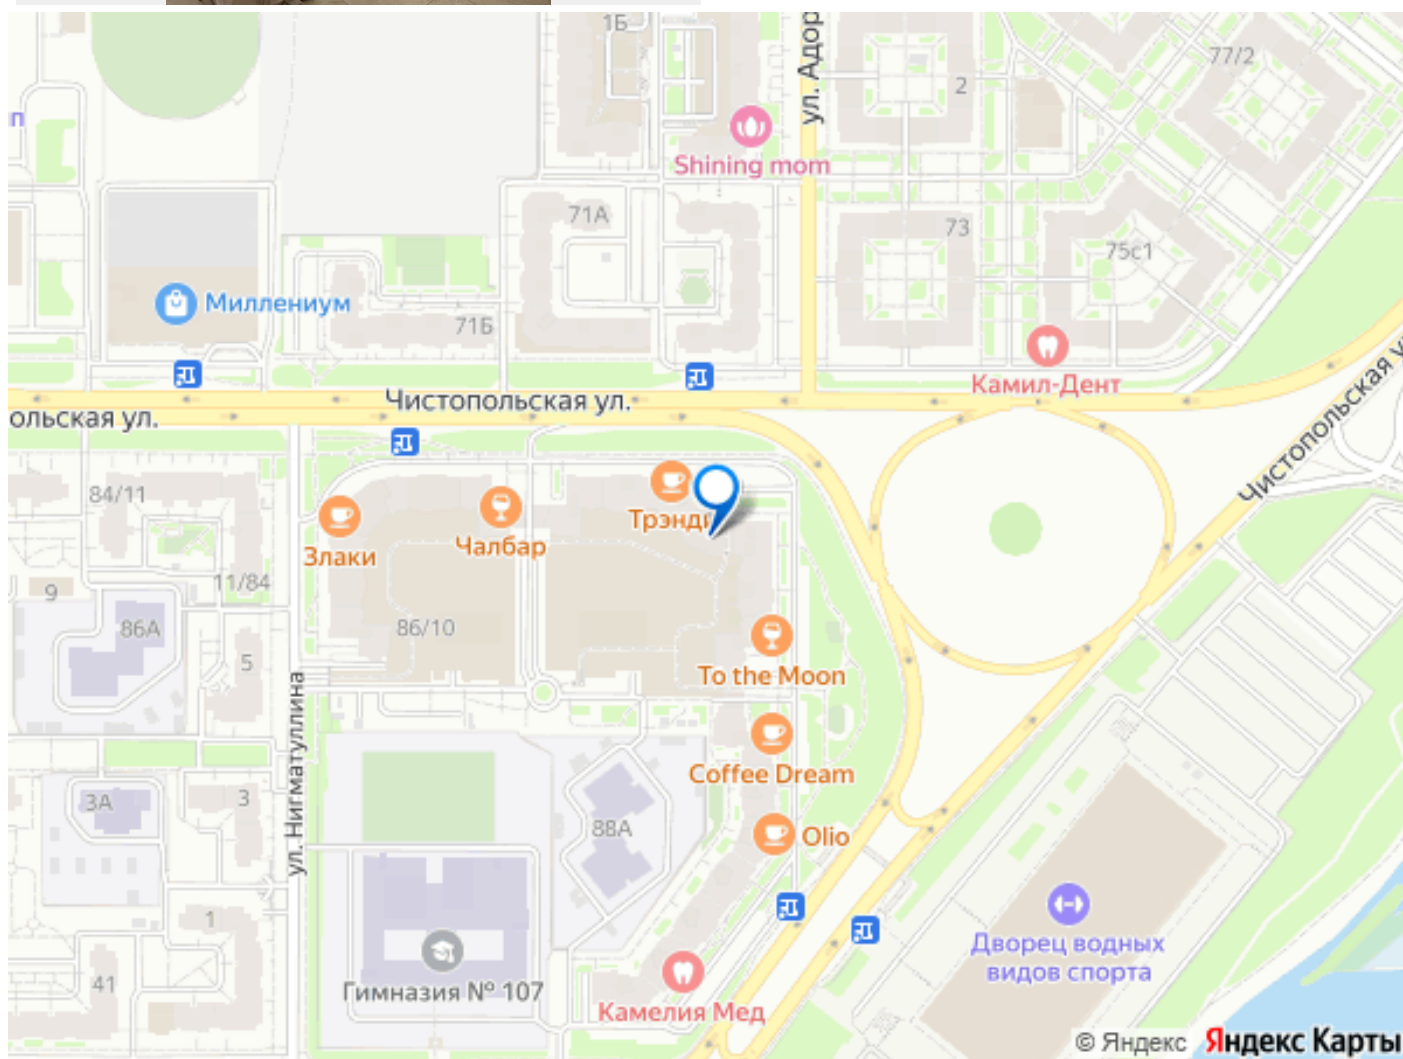 1Б
ул. Адор
77/2
2
п
Shining mom
71А
73
75с1
Миллениум
71Б
Камил-Дент
Чистопольская ул.
ольская ул.
Чистопольская у
84/11
Трэнди
Злаки
Чалбар
11/84
9
86А
86/10
5
To the Moon
ул. Нигматуллина
Coffee Dream
3А
3
88А
Olio
1
Дворец водных
видов спорта
41
Гимназия № 107
Камелия Мед
© Яндекс Яндекс Карты